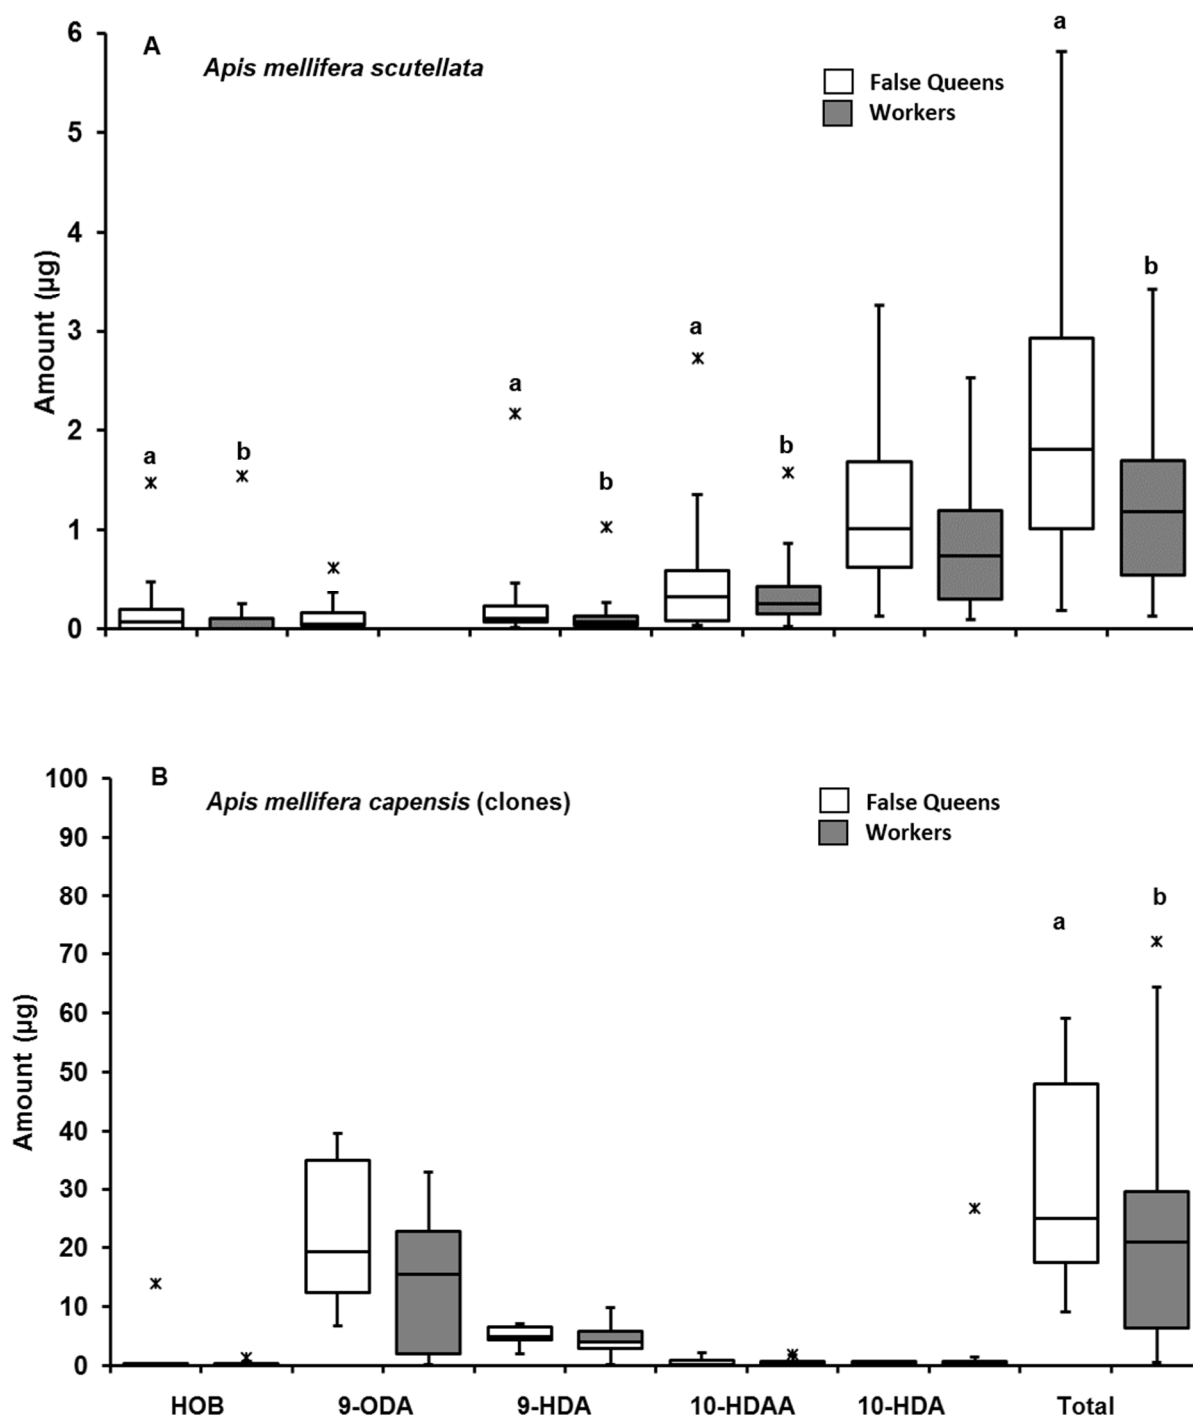 a
6
A
Apis mellifera scutellata
False Queens
Workers
5
4
b
a
3
a
2
b
a
b
b
a
1
0
Amount (µg)
100
B
Apis mellifera capensis (clones)
False Queens
Workers
90
80
b
a
70
60
50
40
30
20
10
0
Amount (µg)
HOB
9-ODA
9-HDA
10-HDAA
10-HDA
Total